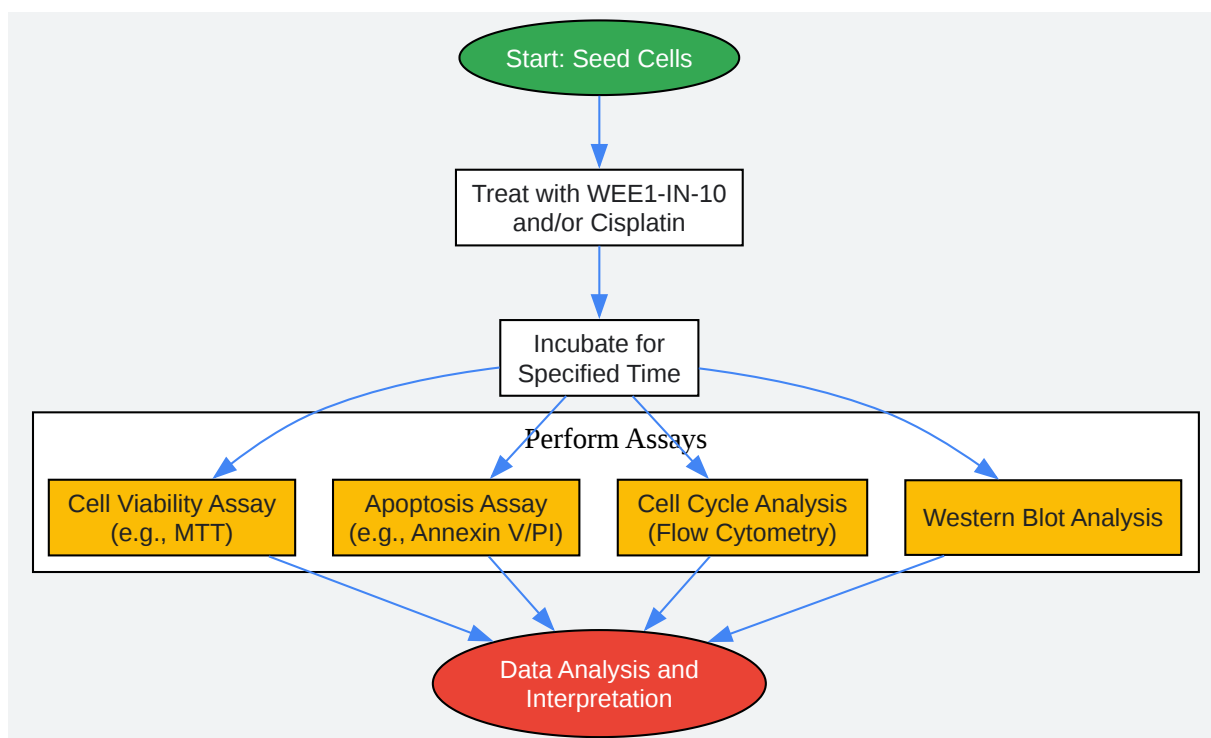 Start: Seed Cells
Treat with WEE1-IN-10
and/or Cisplatin
Incubate for
Specified Time
Perform Assays
Cell Viability Assay
(e.g., MTT)
Apoptosis Assay
(e.g., Annexin V/PI)
Cell Cycle Analysis
(Flow Cytometry)
Western Blot Analysis
Data Analysis and
Interpretation